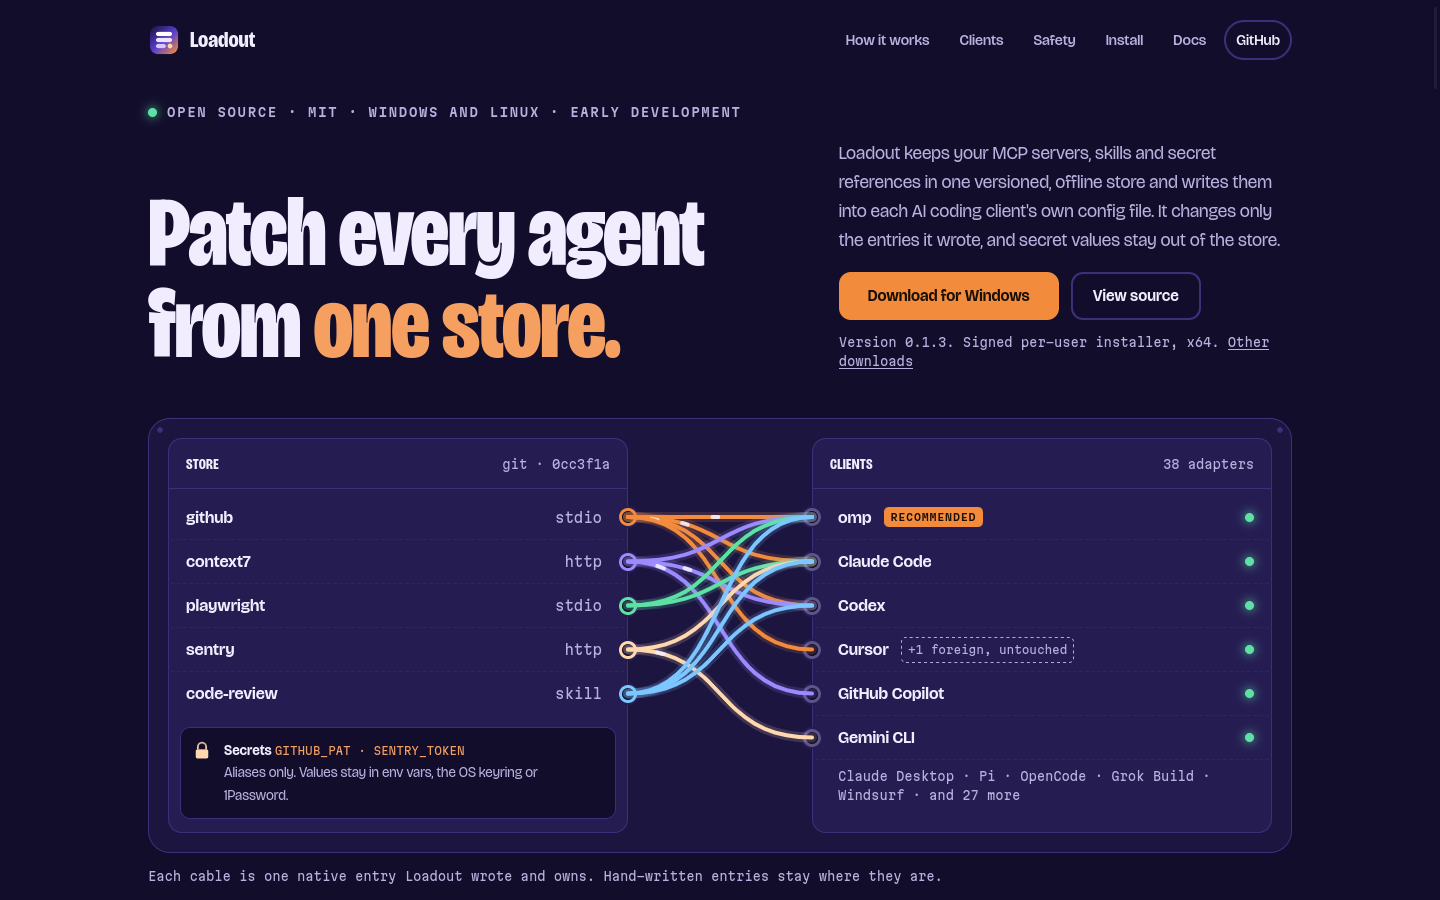 Loadout
How it works
Clients
Safety
Install
Docs
GitHub
OPEN SOURCE · MIT · WINDOWS AND LINUX · EARLY DEVELOPMENT
Patch every agent
from one store.
Loadout keeps your MCP servers, skills and secret
references in one versioned, offline store and writes them
into each AI coding client's own config file. It changes only
the entries it wrote, and secret values stay out of the store.
Download for Windows
View source
Version 0.1.3. Signed per-user installer, x64. Other
downloads
STORE
git · 0cc3f1a
github
stdio
context7
http
playwright
stdio
sentry
http
code-review
skill
Secrets GITHUB_PAT · SENTRY_TOKEN
Aliases only. Values stay in env vars, the OS keyring or
1Password.
CLIENTS
38 adapters
omp RECOMMENDED
Claude Code
Codex
Cursor +1 foreign, untouched
GitHub Copilot
Gemini CLI
Claude Desktop · Pi · OpenCode · Grok Build ·
Windsurf · and 27 more
Each cable is one native entry Loadout wrote and owns. Hand-written entries stay where they are.